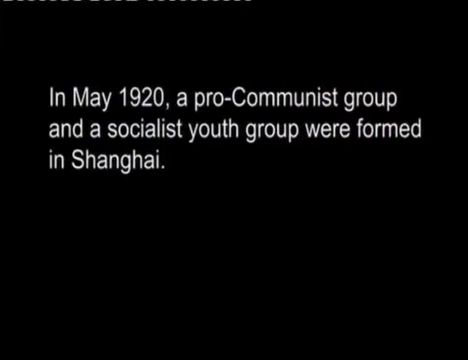 In May 1920, a pro-Communist group
and a socialist youth group were formed
in Shanghai.